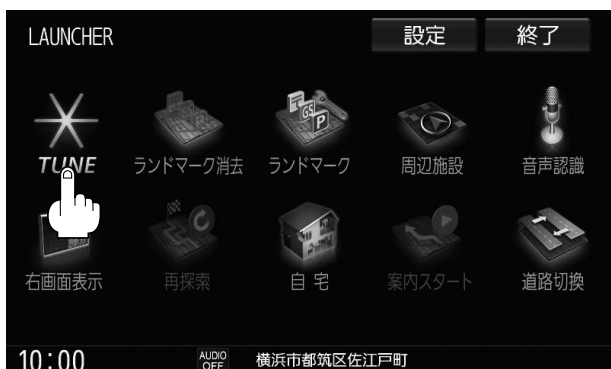 LAUNCHER 設定 終了
TUNE ランドマーク消去 ランドマーク 周辺施設 音声認識
右画面表示 再探索 自宅 案内スタート 道路切換
10:00 AUDIO OFF 横浜市都筑区佐江戸町